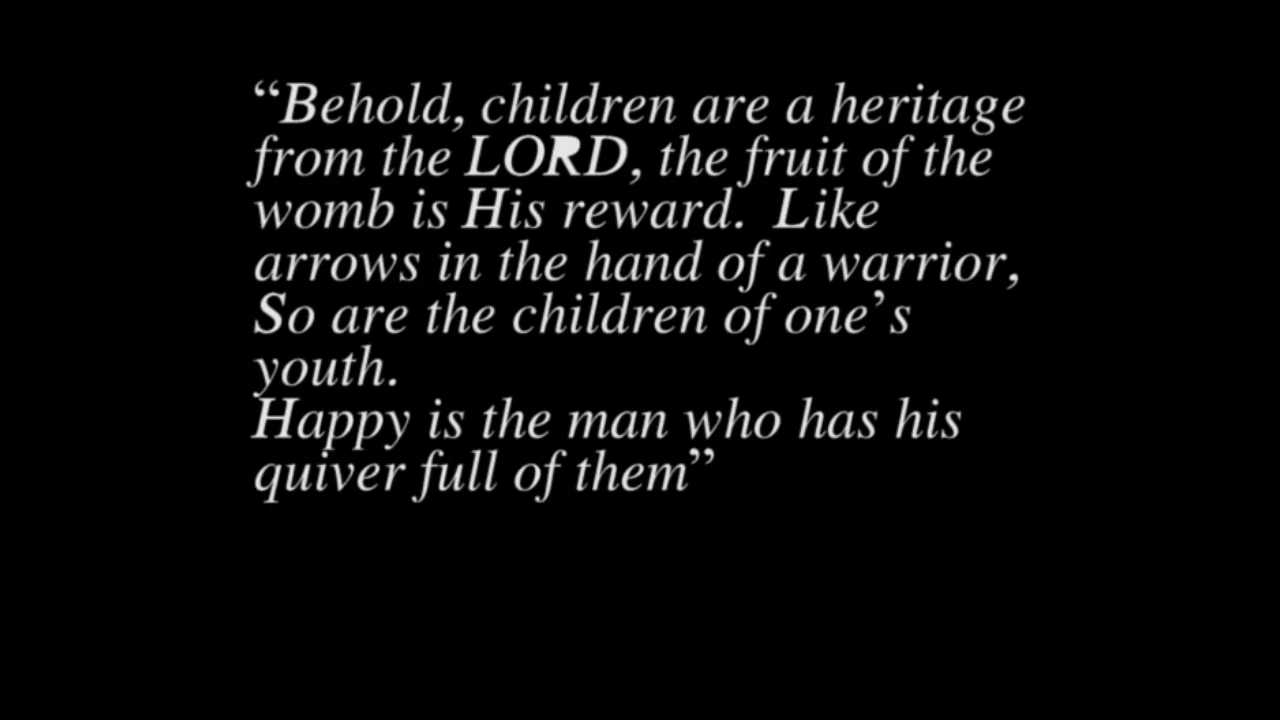 “Behold, children are a heritage
from the LORD, the fruit of the
womb is His reward.  Like
arrows in the hand of a warrior,
So are the children of one’s
youth.
Happy is the man who has his
quiver full of them”